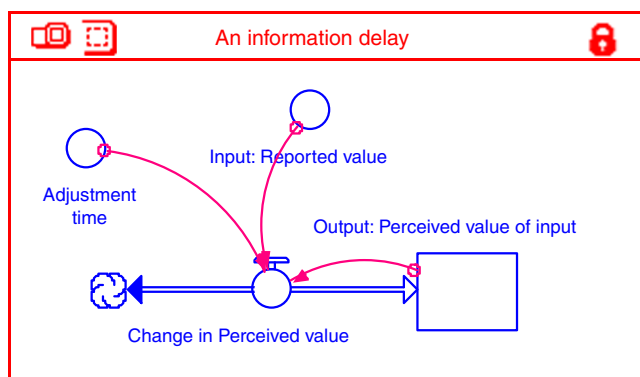 An information delay
Input: Reported value
Adjustment
time
Output: Perceived value of input
Change in Perceived value